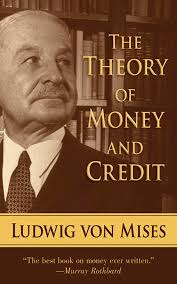 THE
THEORY
OF
MONEY
AND
CREDIT
LUDWIG VON MISES
“The best book on money ever written.”
—Murray Rothbard